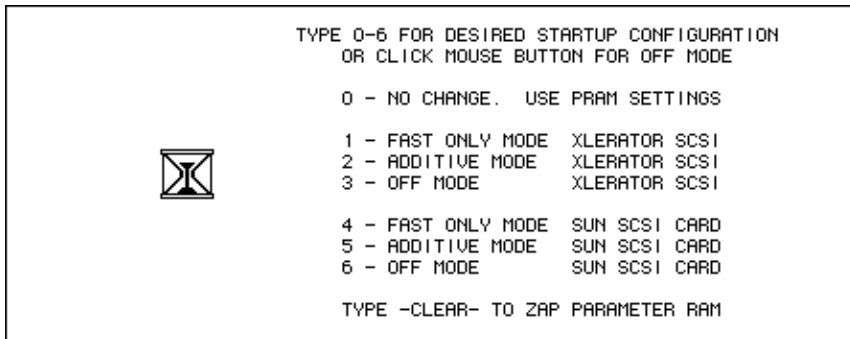 TYPE 0-6 FOR DESIRED STARTUP CONFIGURATION
OR CLICK MOUSE BUTTON FOR OFF MODE
0 - NO CHANGE. USE PRAM SETTINGS
1 - FAST ONLY MODE XLERATOR SCSI
2 - ADDITIVE MODE XLERATOR SCSI
3 - OFF MODE XLERATOR SCSI
4 - FAST ONLY MODE SUN SCSI CARD
5 - ADDITIVE MODE SUN SCSI CARD
6 - OFF MODE SUN SCSI CARD
TYPE -CLEAR- TO ZAP PARAMETER RAM